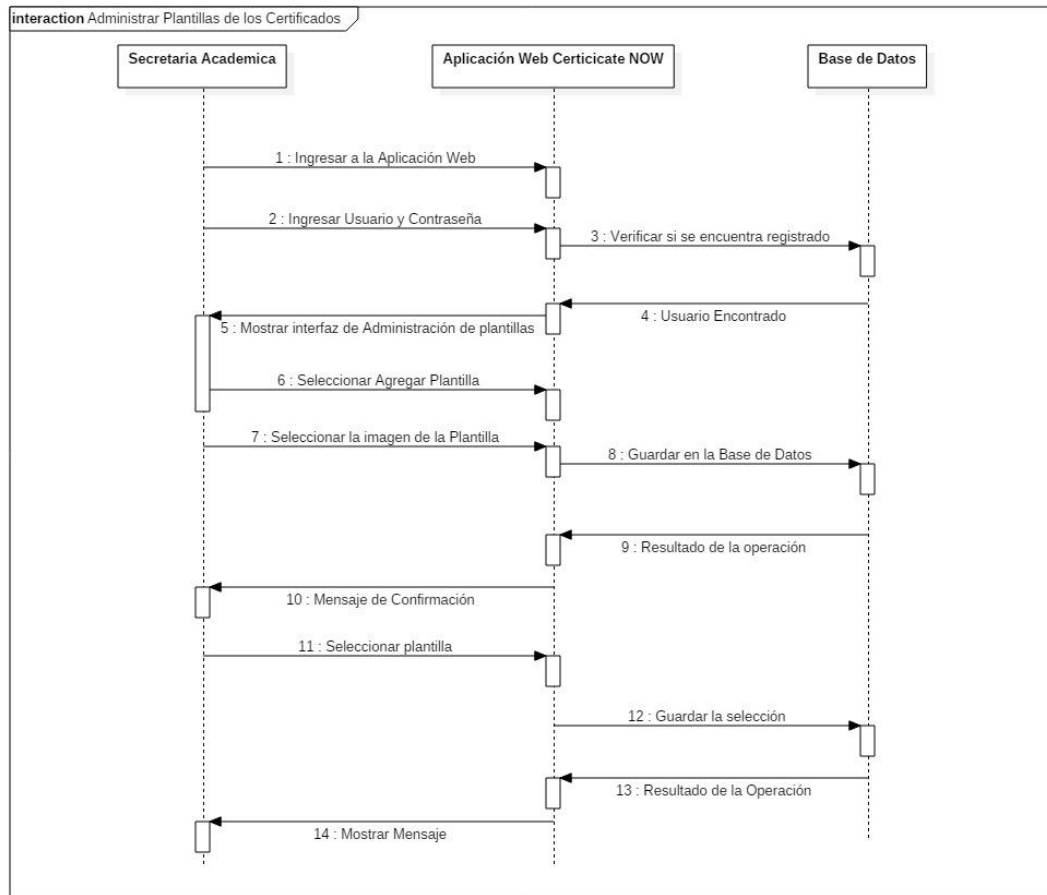 interaction Administrar Plantillas de los Certificados
Secretaria Academica
Aplicación Web Certicicate NOW
Base de Datos
1 : Ingresar a la Aplicación Web
2 : Ingresar Usuario y Contraseña
3 : Verificar si se encuentra registrado
4 : Usuario Encontrado
5 : Mostrar interfaz de Administración de plantillas
6 : Seleccionar Agregar Plantilla
7 : Seleccionar la imagen de la Plantilla
8 : Guardar en la Base de Datos
9 : Resultado de la operación
10 : Mensaje de Confirmación
11 : Seleccionar plantilla
12 : Guardar la selección
13 : Resultado de la Operación
14 : Mostrar Mensaje